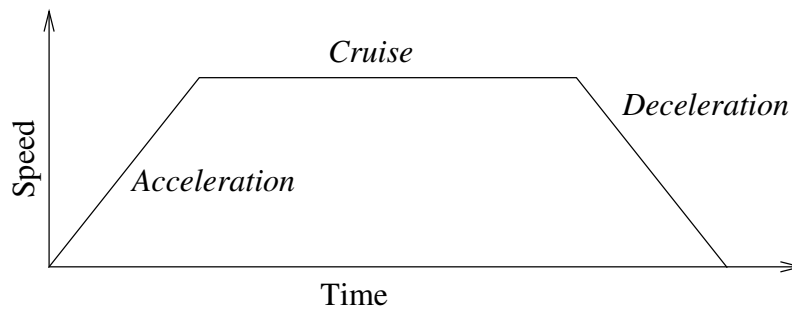 Cruise
Deceleration
Speed
Acceleration
Time